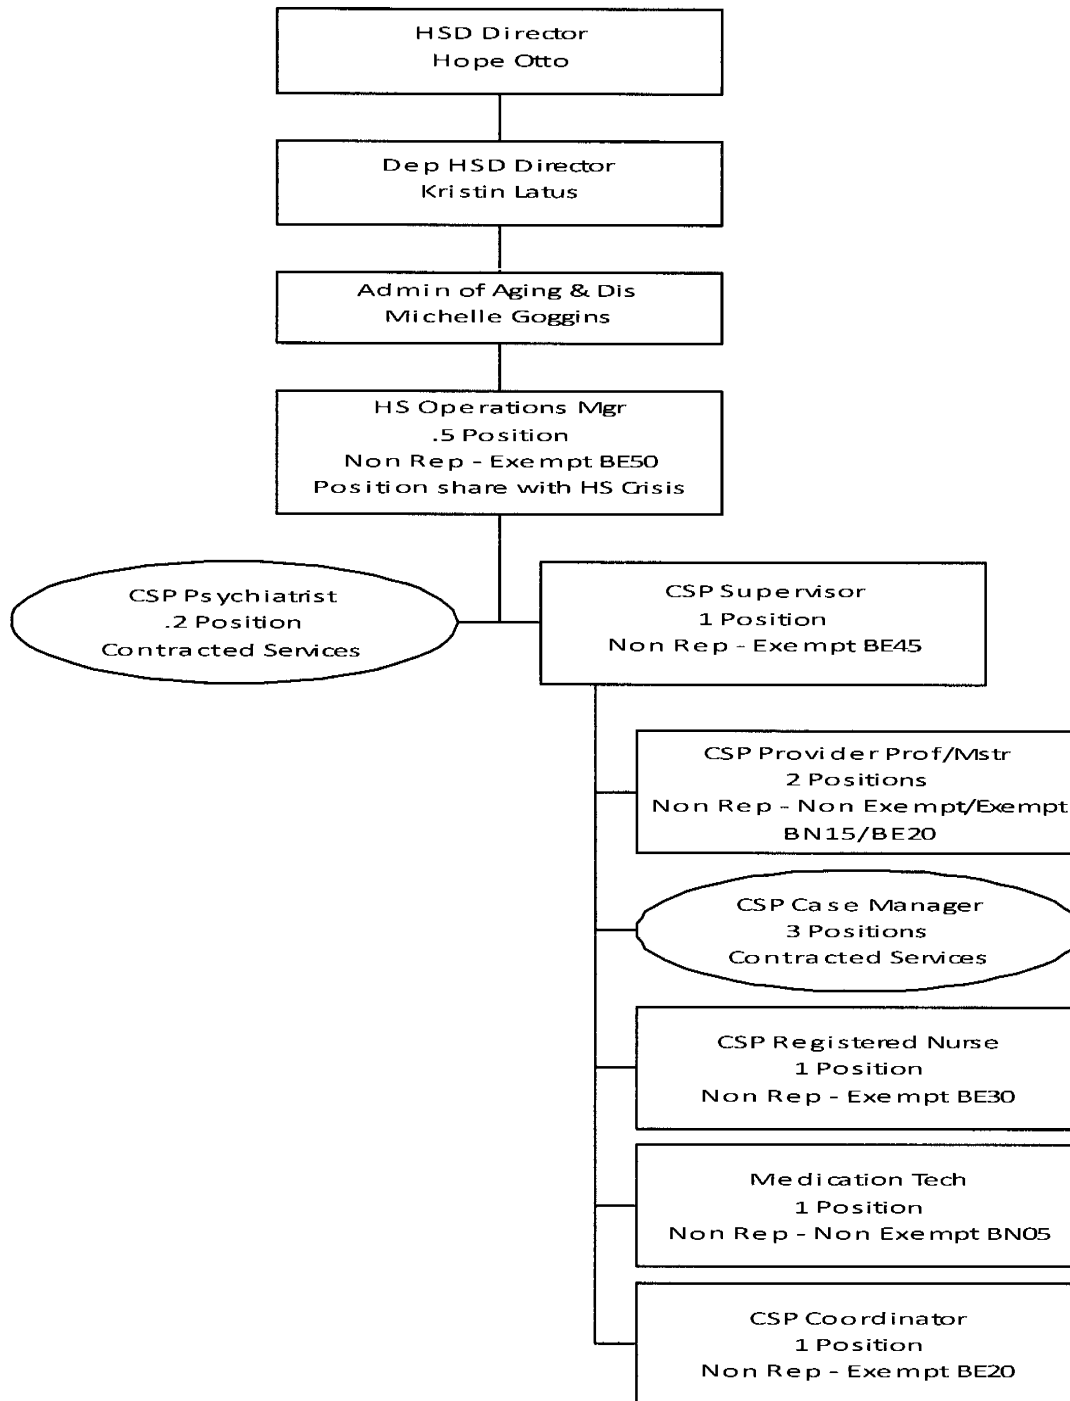 HSD Director
Hope Otto
Dep HSD Director
Kristin Latus
Admin of Aging & Dis
Michelle Goggins
HS Operations Mgr
.5 Position
Non Rep - Exempt BE50
Position share with HS Crisis
CSP Psychiatrist
.2 Position
Contracted Services
CSP Supervisor
1 Position
Non Rep - Exempt BE45
CSP Provider Prof/Mstr
2 Positions
Non Rep - Non Exempt/Exempt
BN15/BE20
CSP Case Manager
3 Positions
Contracted Services
CSP Registered Nurse
1 Position
Non Rep - Exempt BE30
Medication Tech
1 Position
Non Rep - Non Exempt BN05
CSP Coordinator
1 Position
Non Rep - Exempt BE20